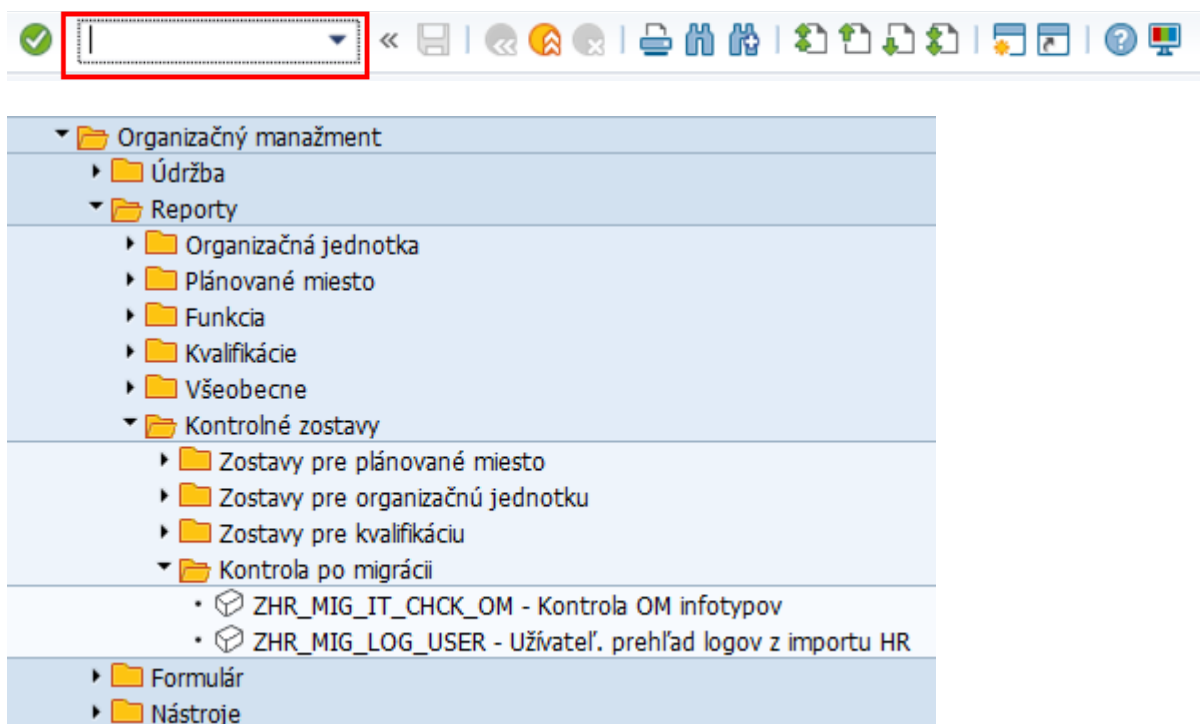 Organizačný manažment
Údržba
Reporty
Organizačná jednotka
Plánované miesto
Funkcia
Kvalifikácie
Všeobecne
Kontrolné zostavy
Zostavy pre plánované miesto
Zostavy pre organizačnú jednotku
Zostavy pre kvalifikáciu
Kontrola po migrácii
ZHR_MIG_IT_CHCK_OM - Kontrola OM infotypov
ZHR_MIG_LOG_USER - Užívateľ. prehľad logov z importu HR
Formulár
Nástroje